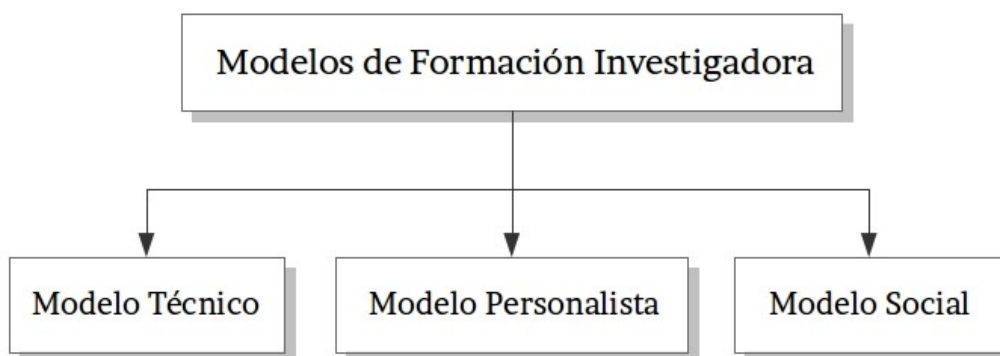 Modelos de Formación Investigadora
Modelo Técnico
Modelo Personalista
Modelo Social